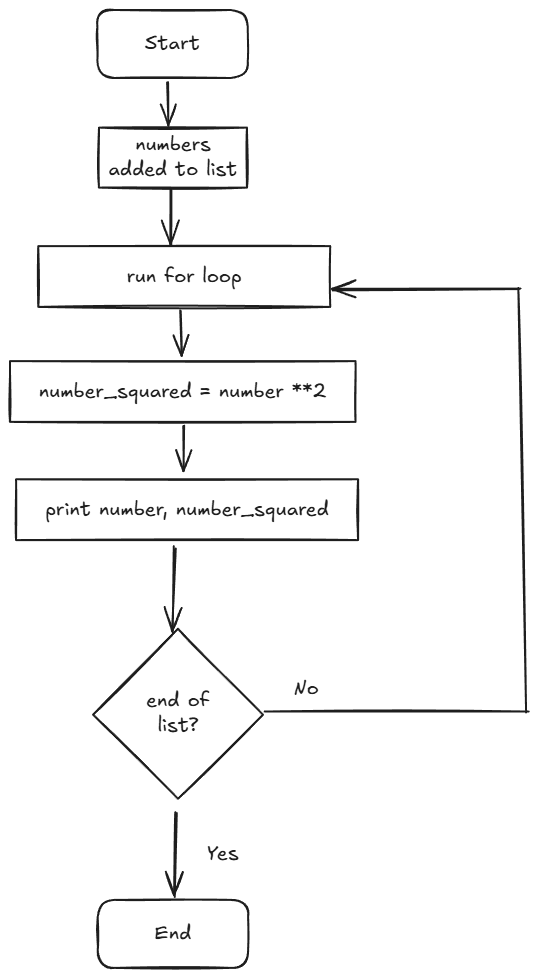 Start
numbers
added to list
run for loop
number_squared = number **2
print number, number_squared
end of
list?
No
Yes
End